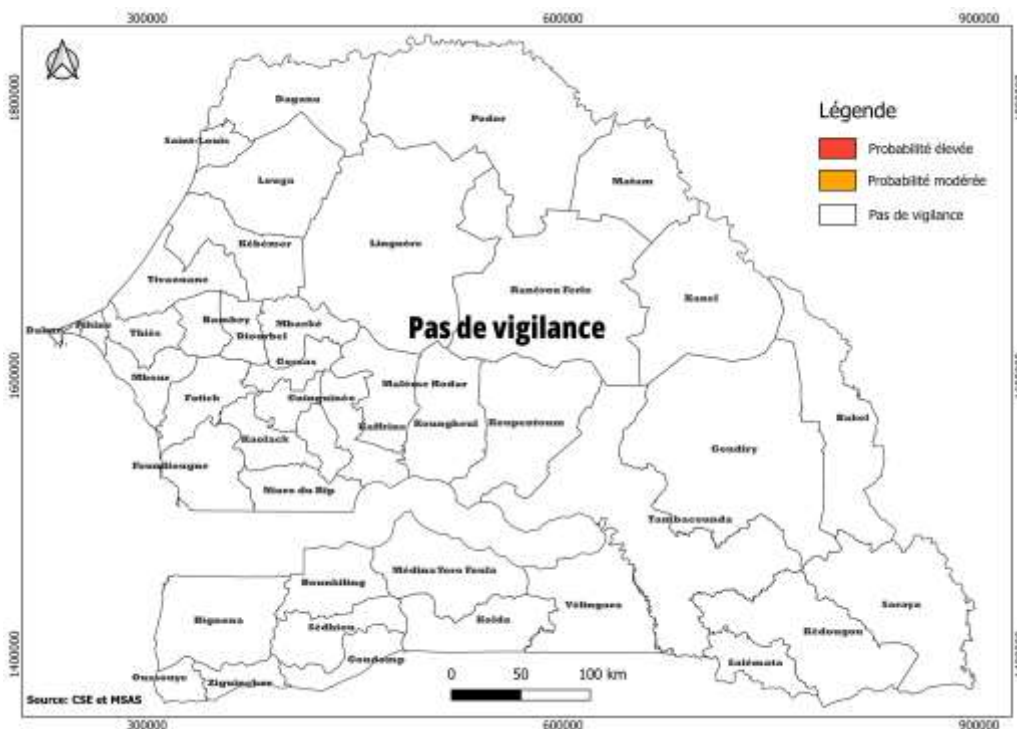 300000 600000 900000
1800000
1600000
1400000
Légende
Probabilité élevée
Probabilité modérée
Pas de vigilance
Dagana
Podor
Saint-Louis
Louga
Matam
Linguère
Kébémer
Tivaouane
Ranérou Ferlo
Kanel
Dakar
Thiès
Bambey
Diourbel
Mbacké
Pas de vigilance
Mbour
Fatick
Guinguinéo
Malème Hodar
Kaolack
Kaffrine
Koungheul
Koupentoum
Bakel
Goudiry
Foundiougne
Nioro du Rip
Tambacounda
Bounkiling
Médina Yoro Foula
Vélingara
Saraya
Bignona
Sédhiou
Kolda
Kédougou
Goudomp
Salémata
Oussouye
Ziguinchor
0 50 100 km
Source: CSE et MSAS
300000 600000 900000